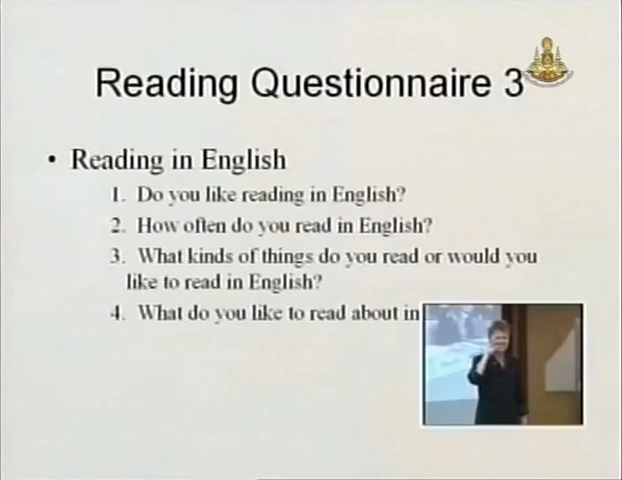 Reading Questionnaire 3
• Reading in English
1. Do you like reading in English?
2. How often do you read in English?
3. What kinds of things do you read or would you
like to read in English?
4. What do you like to read about in